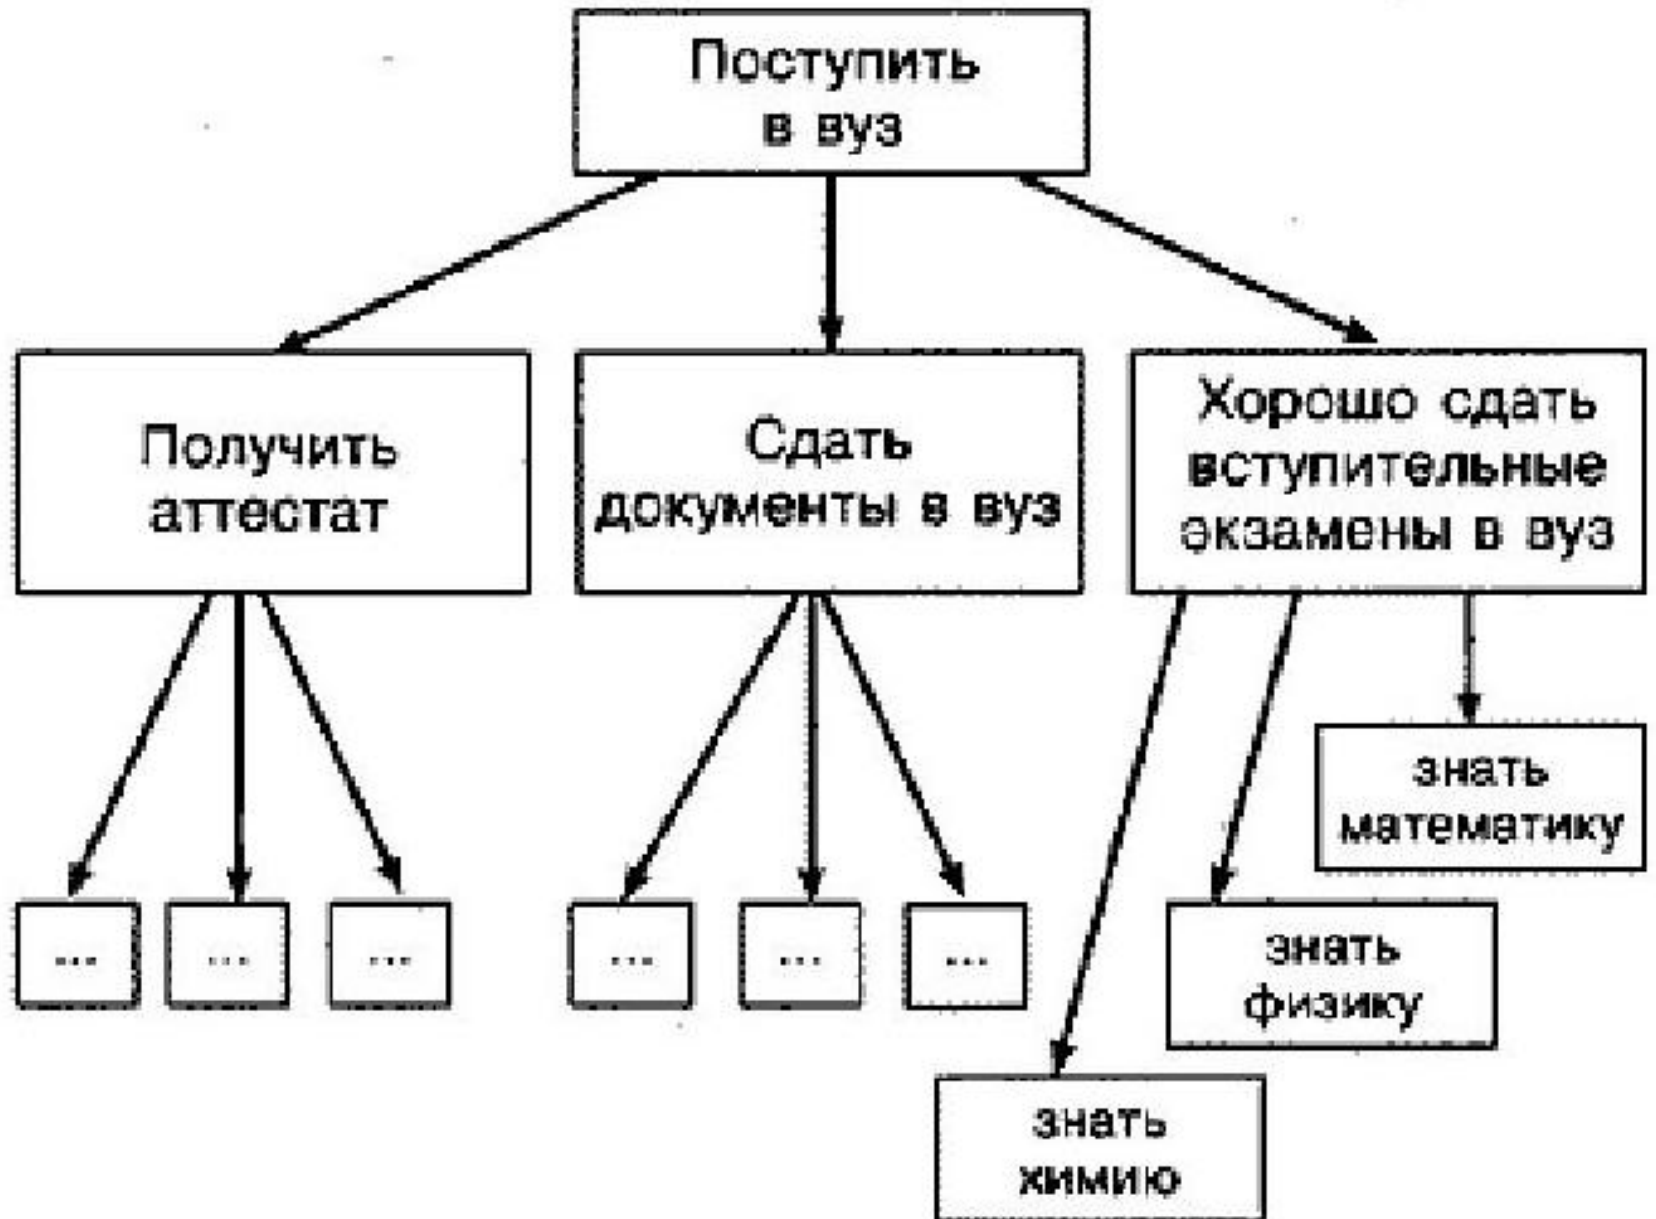 Поступить
в вуз
Получить
аттестат
Сдать
документы в вуз
Хорошо сдать
вступительные
экзамены в вуз
знать
математику
... ... ... ... ... ...
знать
физику
знать
химию